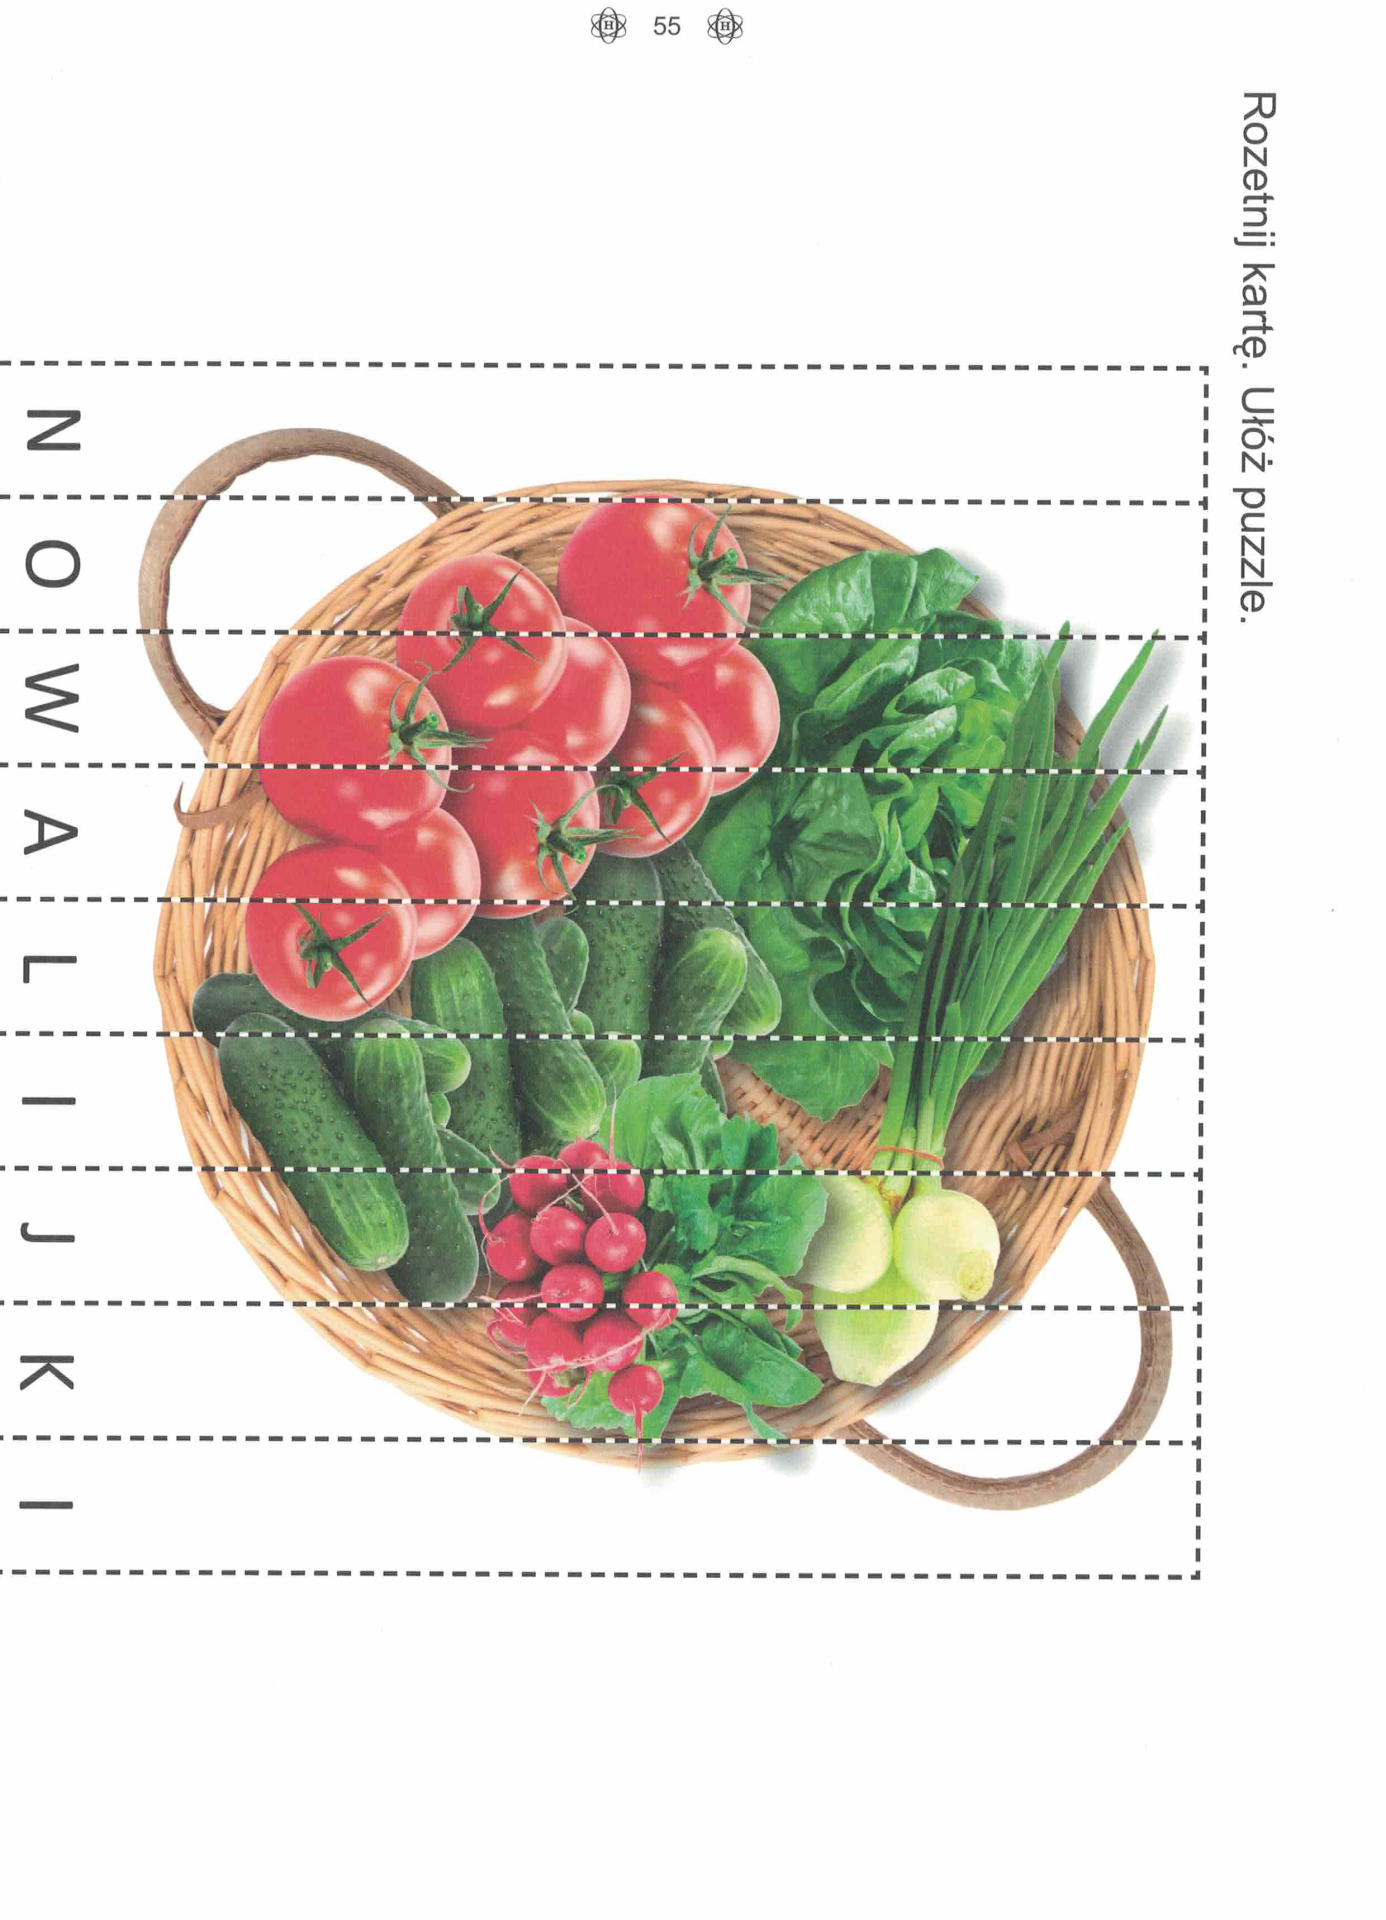 55
Rozetnij kartę. Ułóż puzzle.
N O W A L I J K I